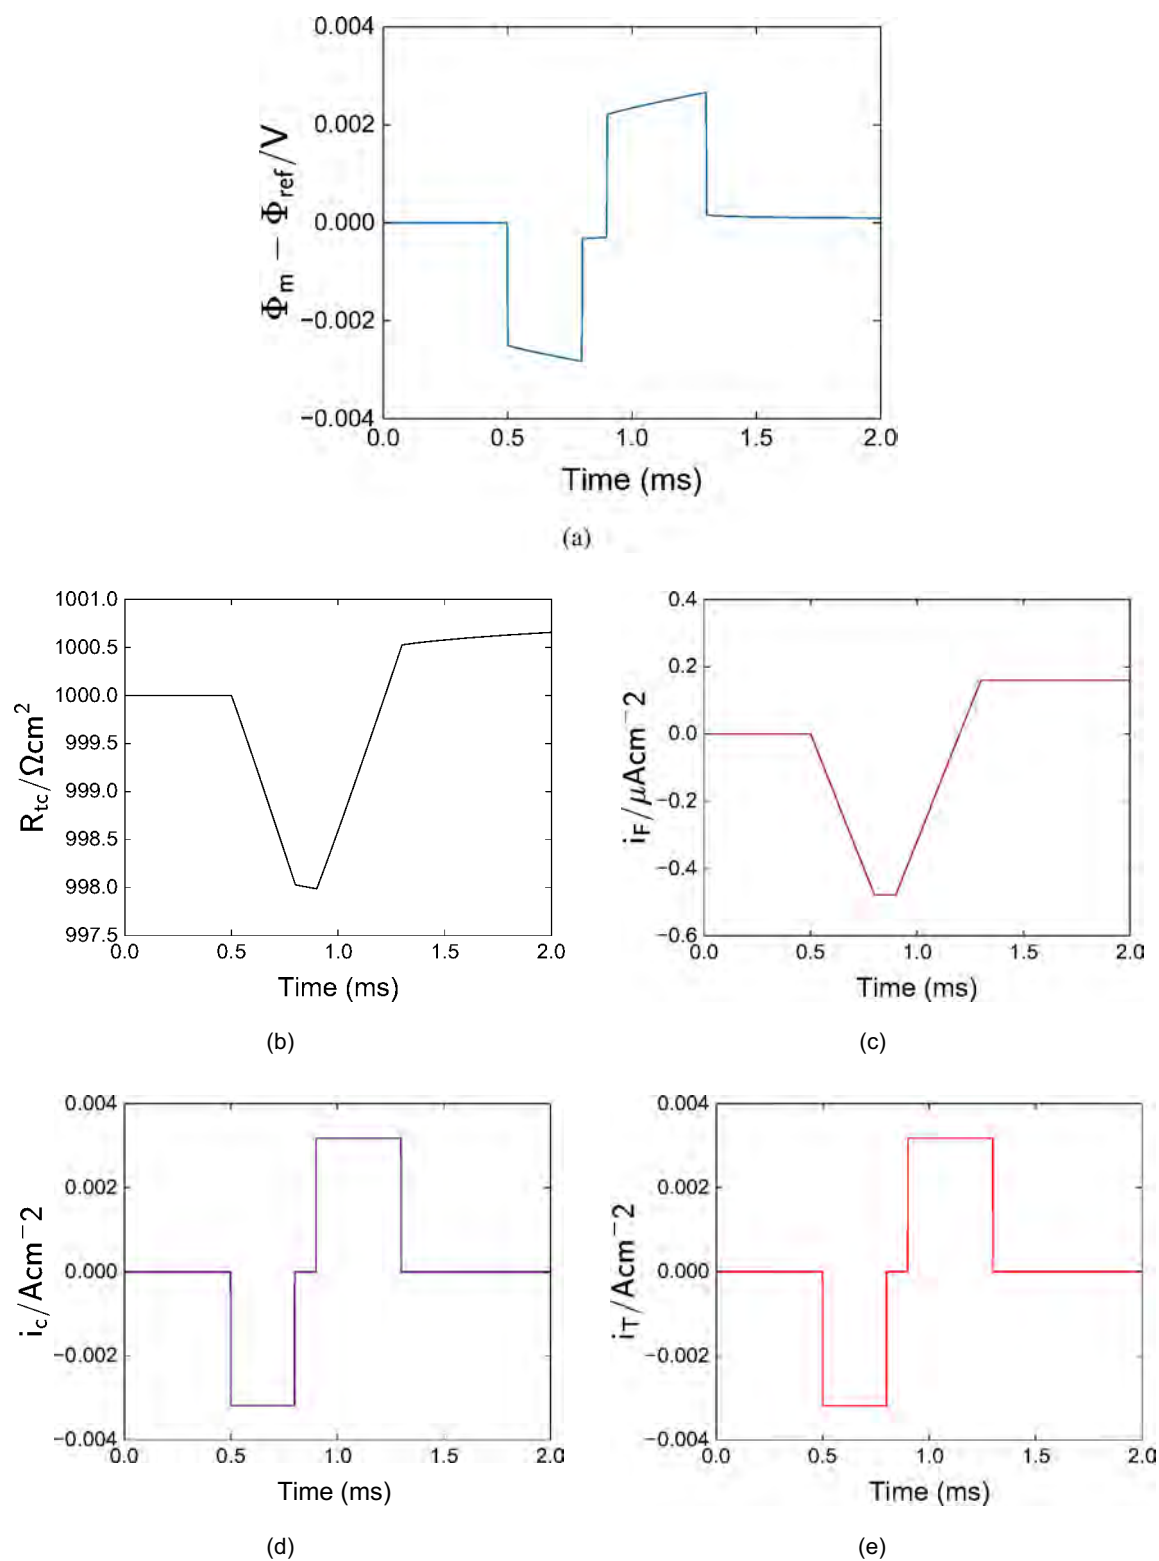 0.004
0.002
0.000
−0.002
−0.004
Φm − Φref/V
0.0 0.5 1.0 1.5 2.0
Time (ms)
(a)
1001.0
1000.5
1000.0
999.5
999.0
998.5
998.0
997.5
Rtc/Ωcm²
0.0 0.5 1.0 1.5 2.0
Time (ms)
(b)
0.4
0.2
0.0
−0.2
−0.4
−0.6
iF/μAcm−2
0.0 0.5 1.0 1.5 2.0
Time (ms)
(c)
0.004
0.002
0.000
−0.002
−0.004
ic/Acm−2
0.0 0.5 1.0 1.5 2.0
Time (ms)
(d)
0.004
0.002
0.000
−0.002
−0.004
iT/Acm−2
0.0 0.5 1.0 1.5 2.0
Time (ms)
(e)